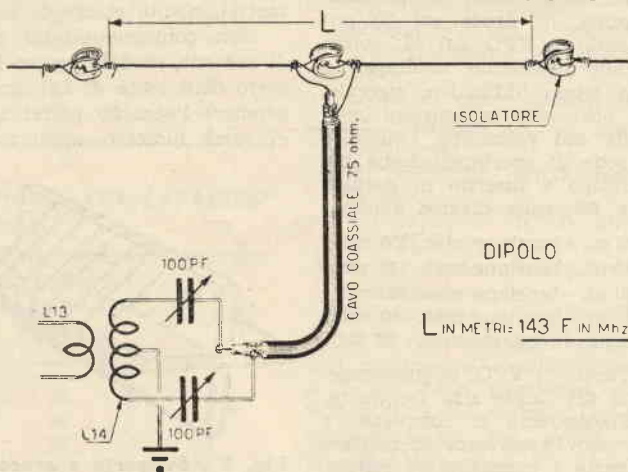 L
ISOLATORE
CAVO COASSIALE 75 ohm.
DIPOLO
L IN METRI= 143 F IN Mhz
100 PF
L13
L14
100 PF